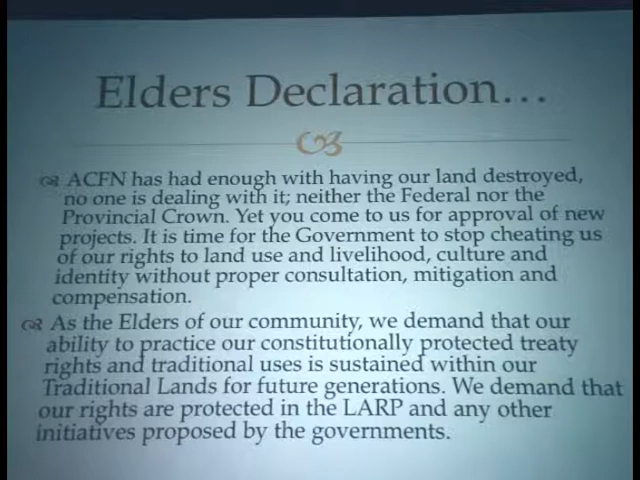 Elders Declaration...
ACFN has had enough with having our land destroyed,
no one is dealing with it; neither the Federal nor the
Provincial Crown. Yet you come to us for approval of new
projects. It is time for the Government to stop cheating us
of our rights to land use and livelihood, culture and
identity without proper consultation, mitigation and
compensation.
As the Elders of our community, we demand that our
ability to practice our constitutionally protected treaty
rights and traditional uses is sustained within our
Traditional Lands for future generations. We demand that
our rights are protected in the LARP and any other
initiatives proposed by the governments.